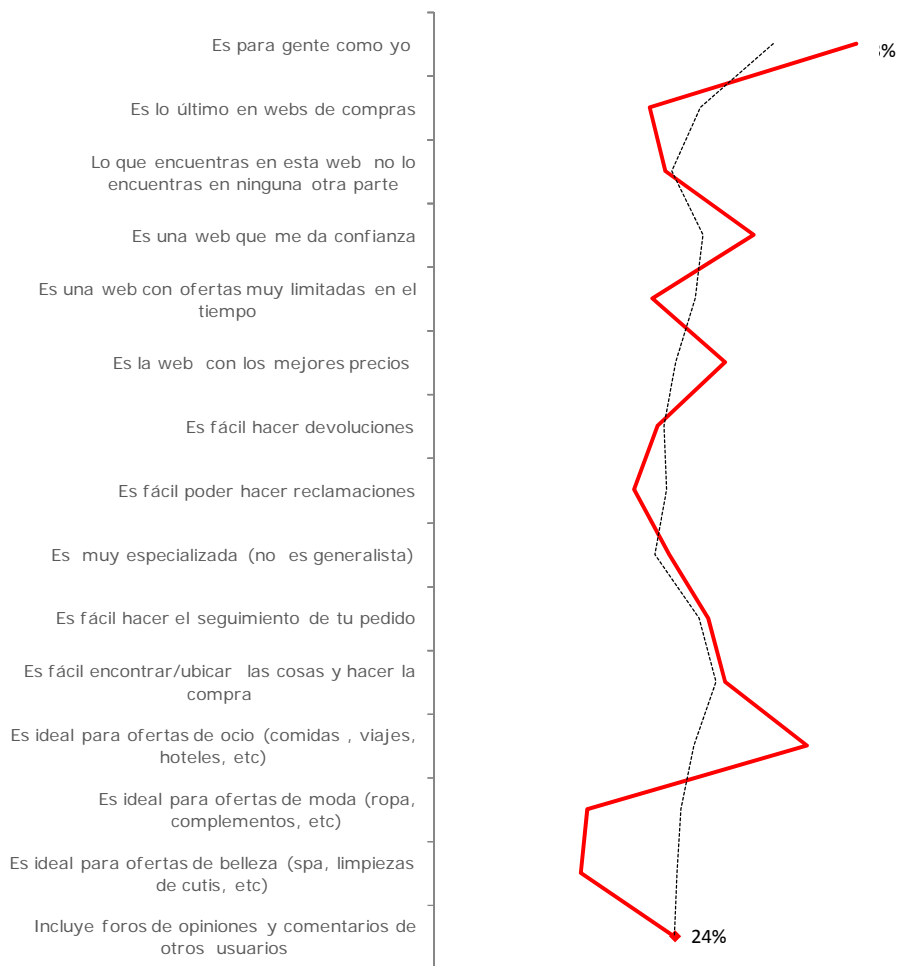 Es para gente como yo
%
Es lo último en webs de compras
Lo que encuentras en esta web no lo
encuentras en ninguna otra parte
Es una web que me da confianza
Es una web con ofertas muy limitadas en el
tiempo
Es la web con los mejores precios
Es fácil hacer devoluciones
Es fácil poder hacer reclamaciones
Es muy especializada (no es generalista)
Es fácil hacer el seguimiento de tu pedido
Es fácil encontrar/ubicar las cosas y hacer la
compra
Es ideal para ofertas de ocio (comidas , viajes,
hoteles, etc)
Es ideal para ofertas de moda (ropa,
complementos, etc)
Es ideal para ofertas de belleza (spa, limpiezas
de cutis, etc)
Incluye foros de opiniones y comentarios de
otros usuarios
24%